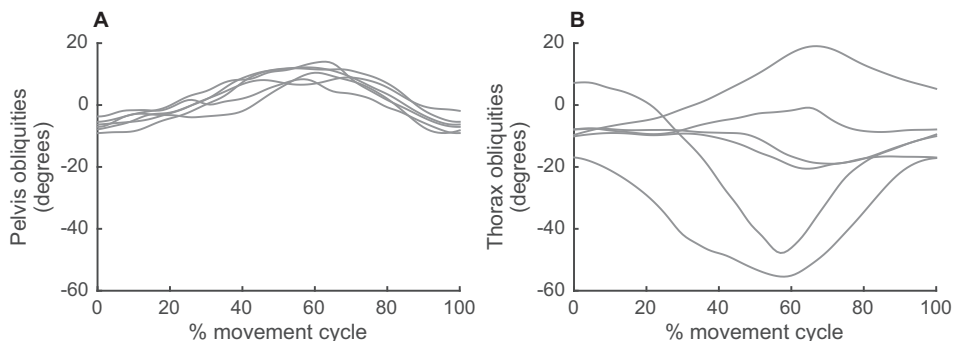 A
Pelvis obliquities
(degrees)
20
0
-20
-40
-60
0 20 40 60 80 100
% movement cycle
B
Thorax obliquities
(degrees)
20
0
-20
-40
-60
0 20 40 60 80 100
% movement cycle